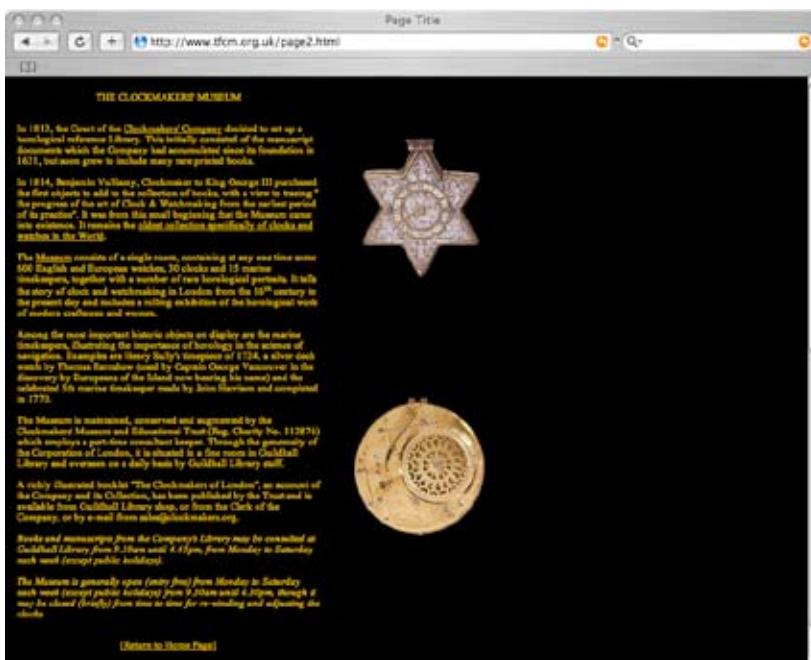 Page Title
http://www.tfcm.org.uk/page2.html
THE CLOCKMAKERS' MUSEUM
In 1813, the Court of the Clockmakers' Company decided to set up a
horological reference Library. This initially consisted of the manuscript
documents which the Company had accumulated since its foundation in
1631, but soon grew to include many rare printed books.
In 1814, Benjamin Vulliamy, Clockmaker to King George III purchased
the first objects to add to the collection of books, with a view to tracing "
the progress of the art of Clock & Watchmaking from the earliest period
of its practice". It was from this small beginning that the Museum came
into existence. It remains the oldest collection specifically of clocks and
watches in the World.
The Museum consists of a single room, containing at any one time some
600 English and European watches, 30 clocks and 15 marine
timekeepers, together with a number of rare horological portraits. It tells
the story of clock and watchmaking in London from the 16th century to
the present day and includes a rolling exhibition of the horological work
of modern craftsmen and women.
Among the most important historic objects on display are the marine
timekeepers, illustrating the importance of horology in the science of
navigation. Examples are Henry Sully's timepiece of 1724, a silver deck
watch by Thomas Earnshaw (used by Captain George Vancouver in the
discovery by Europeans of the Island now bearing his name) and the
celebrated 5th marine timekeeper made by John Harrison and completed
in 1770.
The Museum is maintained, conserved and augmented by the
Clockmakers' Museum and Educational Trust (Reg. Charity No. 312876)
which employs a part-time consultant keeper. Through the generosity of
the Corporation of London, it is situated in a fine room in Guildhall
Library and overseen on a daily basis by Guildhall Library staff.
A richly illustrated booklet "The Clockmakers of London", an account of
the Company and its Collection, has been published by the Trust and is
available from Guildhall Library shop, or from the Clerk of the
Company, or by e-mail from sales@clockmakers.org.
Books and manuscripts from the Company's Library may be consulted at
Guildhall Library from 9.30am until 4.45pm, from Monday to Saturday
each week (except public holidays).
The Museum is generally open (entry free) from Monday to Saturday
each week (except public holidays) from 9.30am until 4.30pm, though it
may be closed (briefly) from time to time for re-winding and adjusting the
clocks
[Return to Home Page]